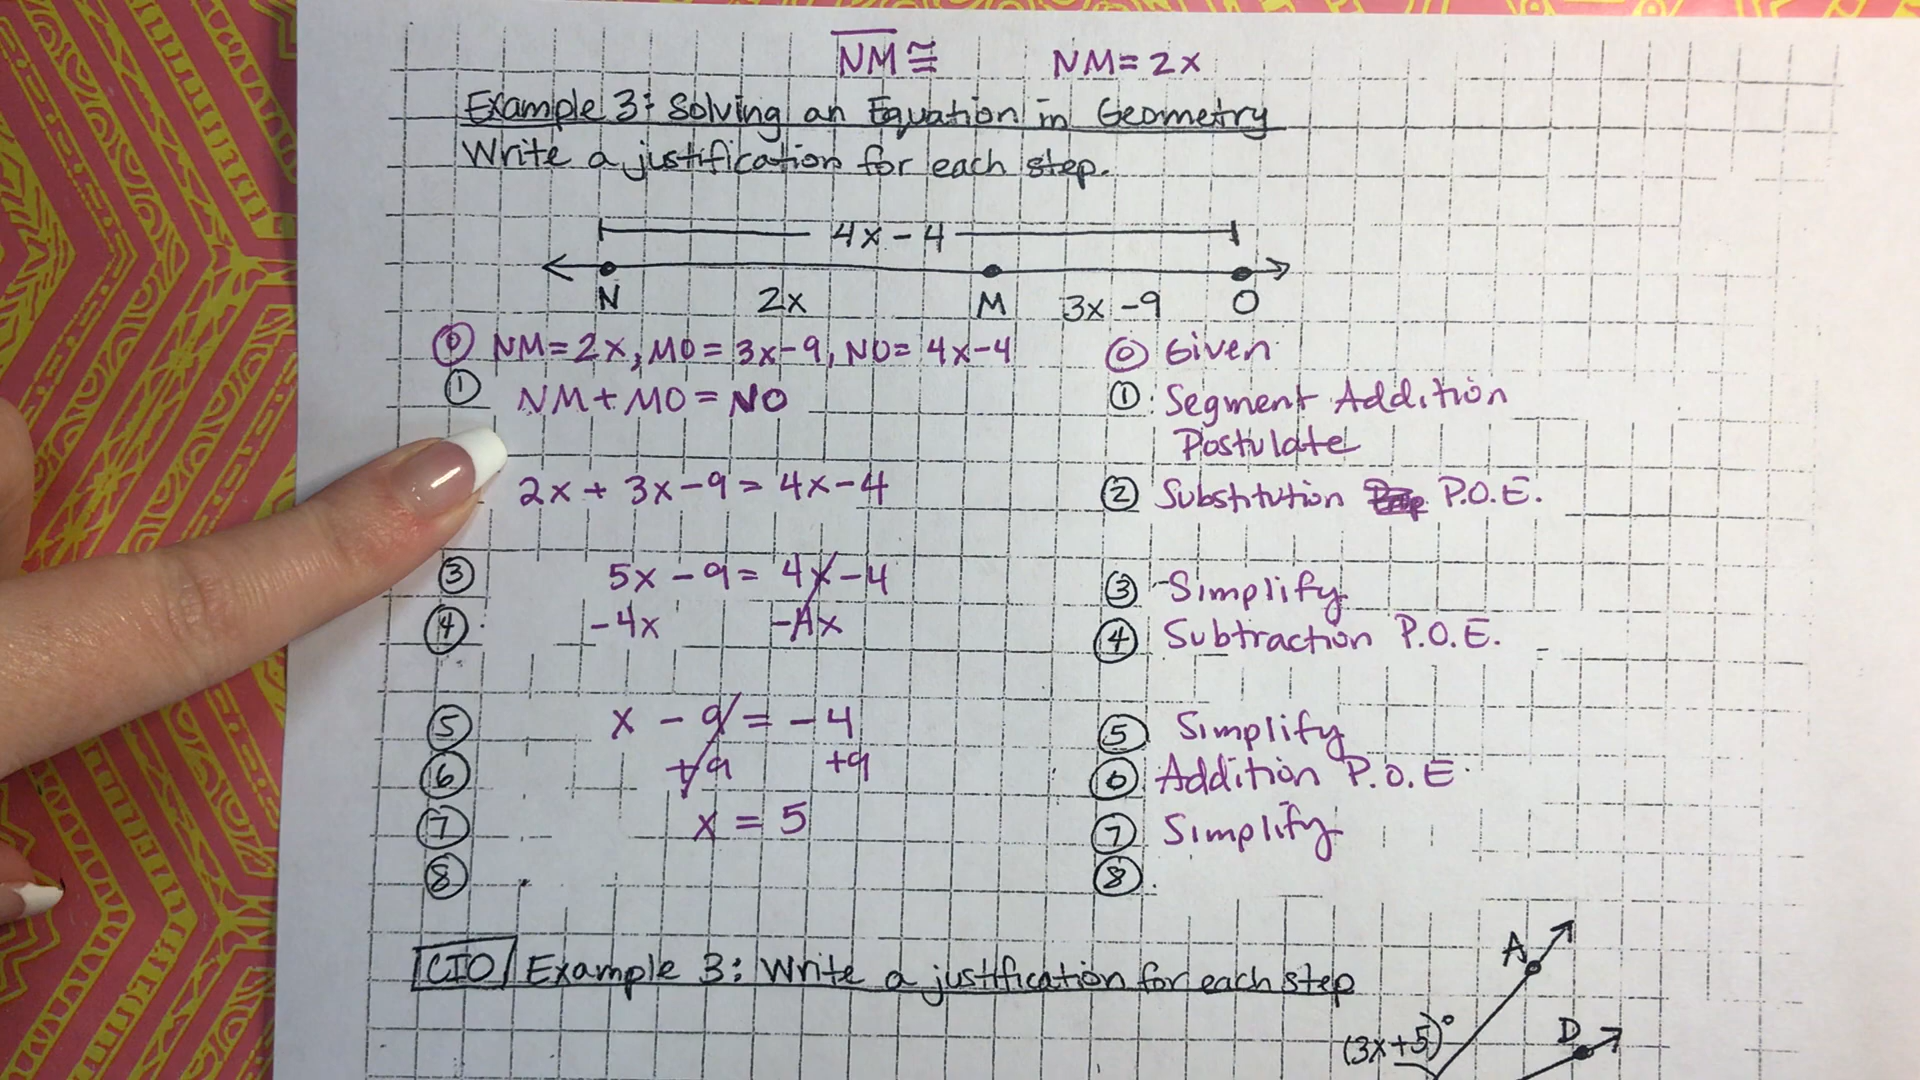 NM ≅ NM = 2x
Example 3: Solving an Equation in Geometry
Write a justification for each step.
4x - 4
N 2x M 3x - 9 O
⓪ NM = 2x, MO = 3x - 9, NO = 4x - 4 ⓪ Given
① NM + MO = NO ① Segment Addition
Postulate
2x + 3x - 9 = 4x - 4 ② Substitution P.O.E.
③ 5x - 9 = 4x - 4 ③ Simplify
④ -4x -4x ④ Subtraction P.O.E.
⑤ x - 9 = -4 ⑤ Simplify
⑥ +9 +9 ⑥ Addition P.O.E
⑦ x = 5 ⑦ Simplify
⑧ ⑧
CIO Example 3: Write a justification for each step
A
D
(3x+5)°